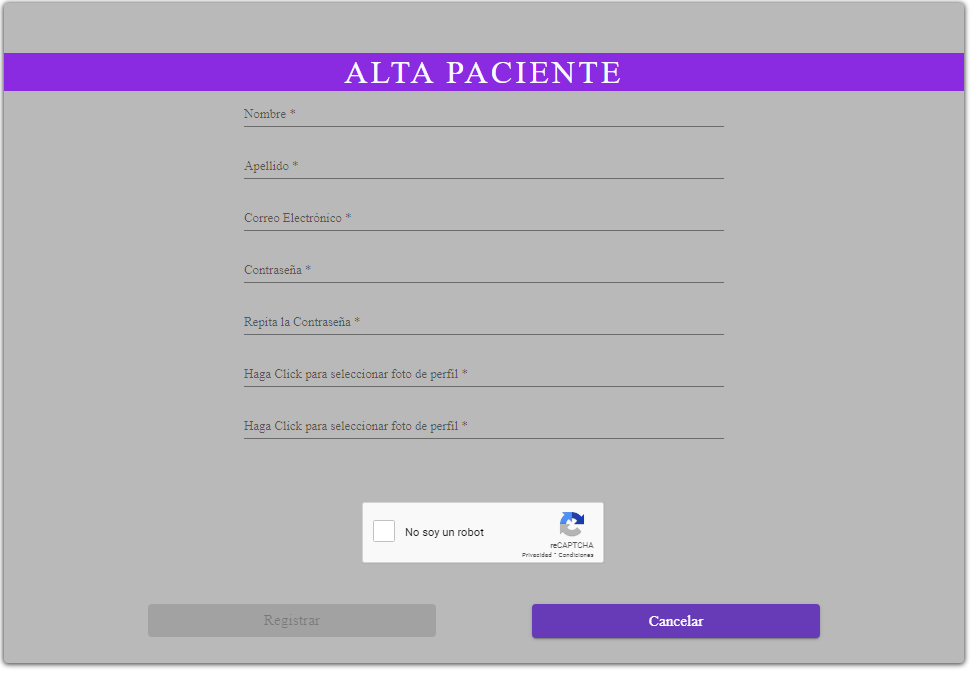 ALTA PACIENTE
Nombre *
Apellido *
Correo Electrónico *
Contraseña *
Repita la Contraseña *
Haga Click para seleccionar foto de perfil *
Haga Click para seleccionar foto de perfil *
No soy un robot
reCAPTCHA
Privacidad - Condiciones
Registrar
Cancelar